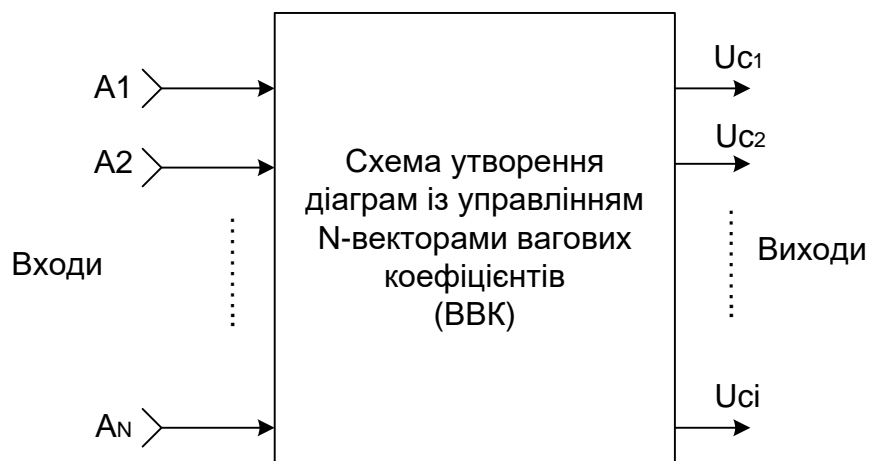 A1
A2
Входи
AN
Схема утворення
діаграм із управлінням
N-векторами вагових
коефіцієнтів
(ВВК)
Uc1
Uc2
Виходи
Uci